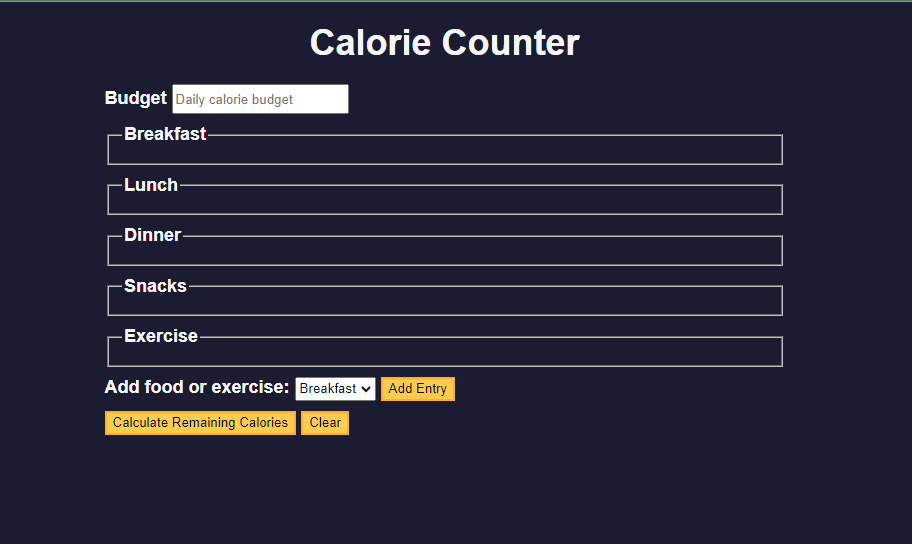 Calorie Counter
Budget Daily calorie budget
Breakfast
Lunch
Dinner
Snacks
Exercise
Add food or exercise: Breakfast Add Entry
Calculate Remaining Calories Clear